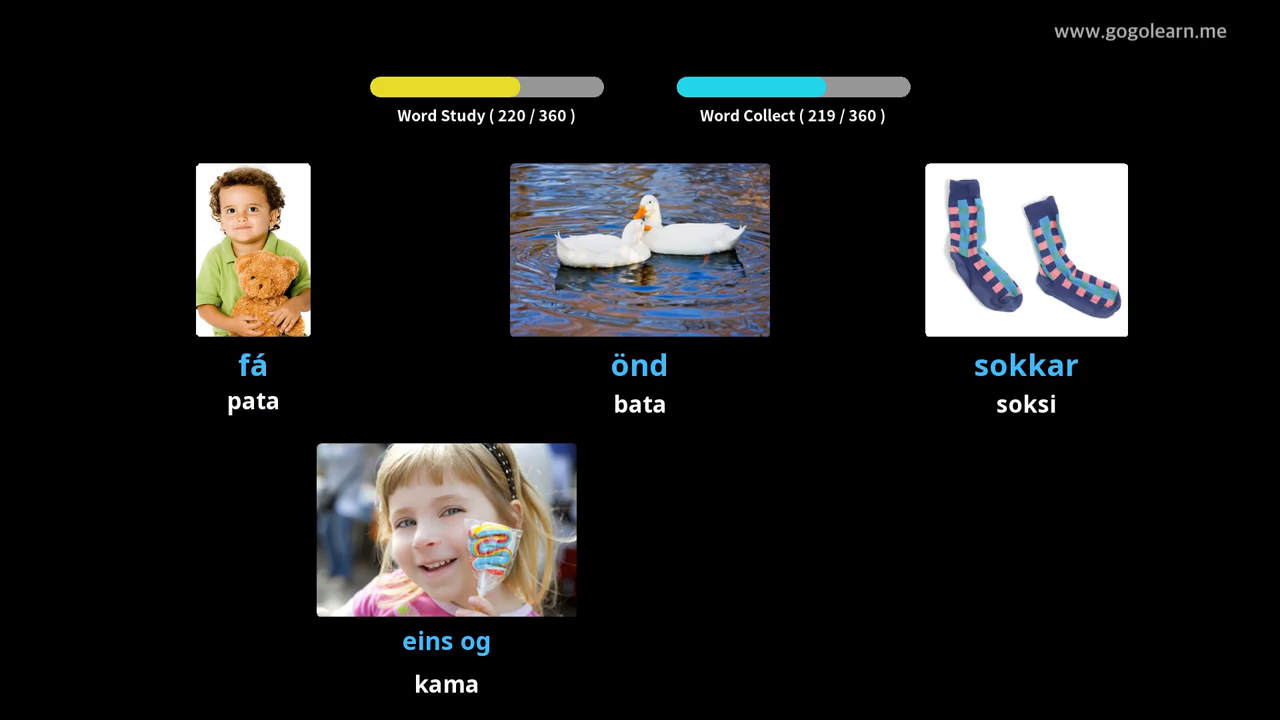 www.gogolearn.me
Word Study ( 220 / 360 )
Word Collect ( 219 / 360 )
fá
pata
önd
bata
sokkar
soksi
eins og
kama